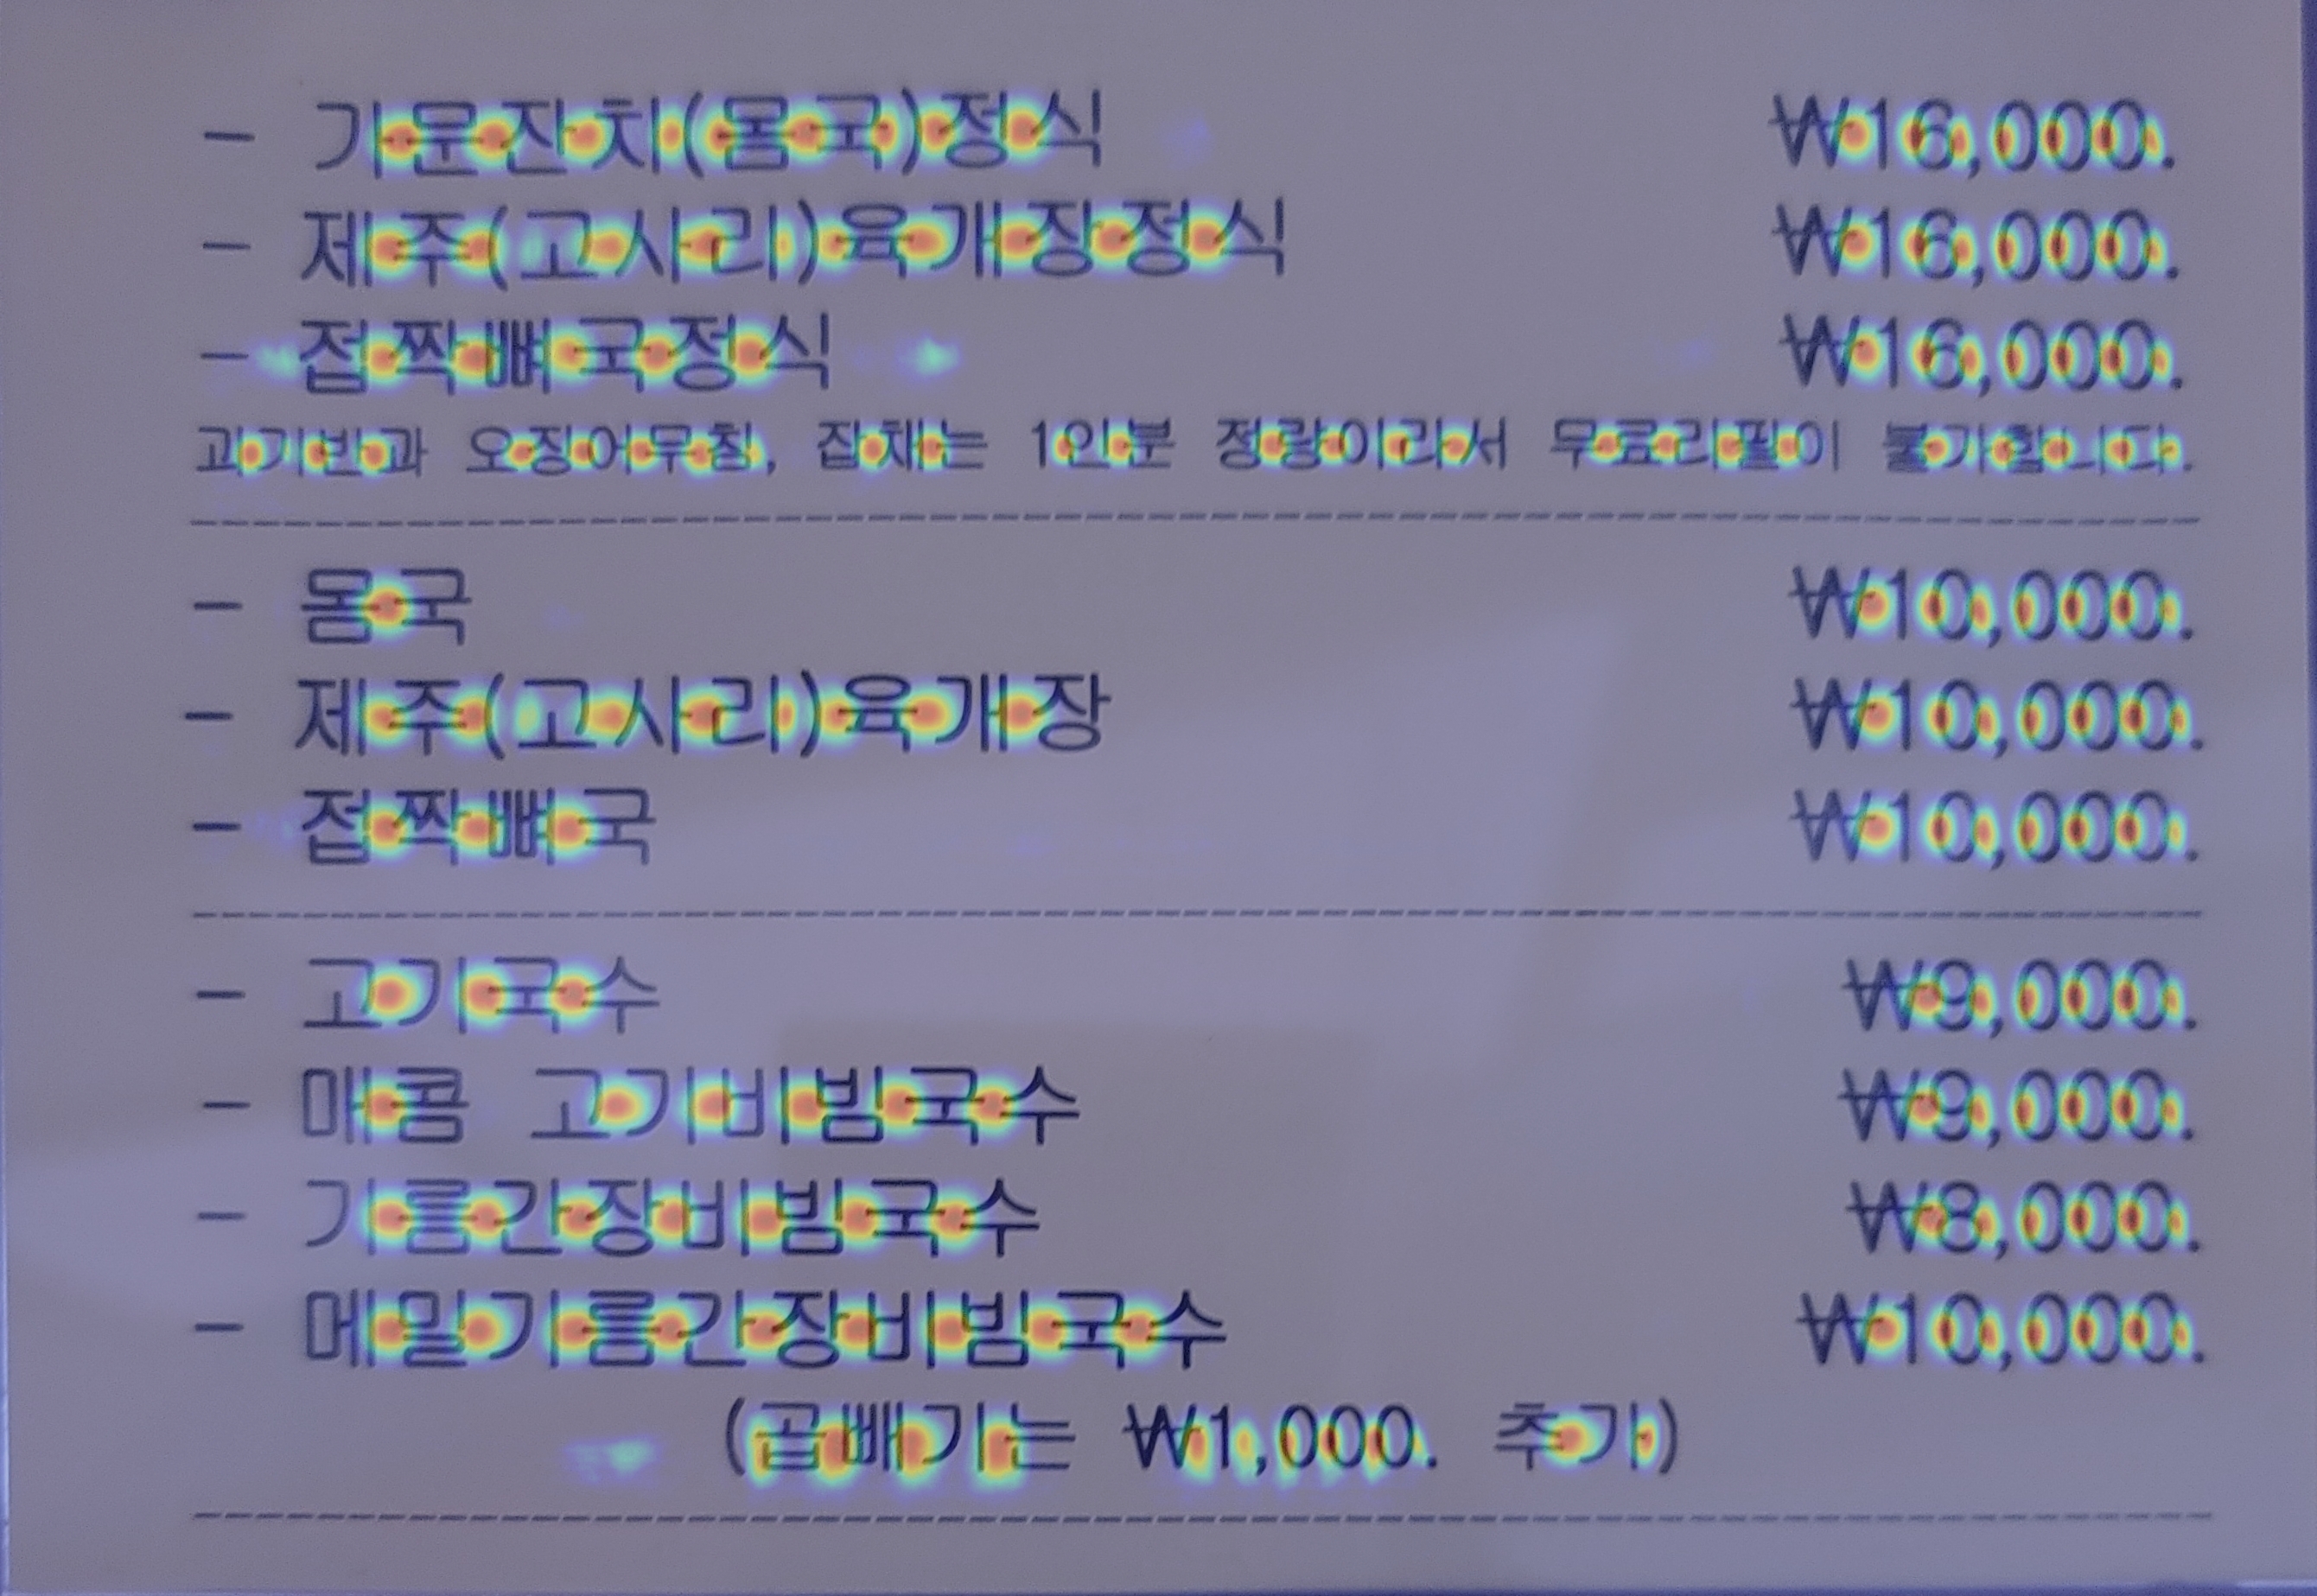 - 가문잔치(몸국)정식 ₩16,000.
- 제주(고사리)육개장정식 ₩16,000.
- 접짝뼈국정식 ₩16,000.
괴기반과 오징어무침, 잡채는 1인분 정량이라서 무료리필이 불가합니다.
- 몸국 ₩10,000.
- 제주(고사리)육개장 ₩10,000.
- 접짝뼈국 ₩10,000.
- 고기국수 ₩9,000.
- 매콤 고기비빔국수 ₩9,000.
- 기름간장비빔국수 ₩8,000.
- 메밀기름간장비빔국수 ₩10,000.
(곱빼기는 ₩1,000. 추가)